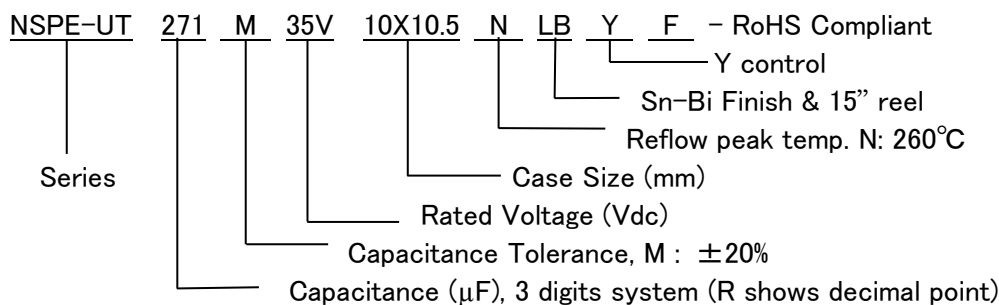 NSPE-UT 271 M 35V 10X10.5 N LB Y F - RoHS Compliant
Y control
Sn-Bi Finish & 15” reel
Reflow peak temp. N: 260℃
Series Case Size (mm)
Rated Voltage (Vdc)
Capacitance Tolerance, M : ±20%
Capacitance (μF), 3 digits system (R shows decimal point)